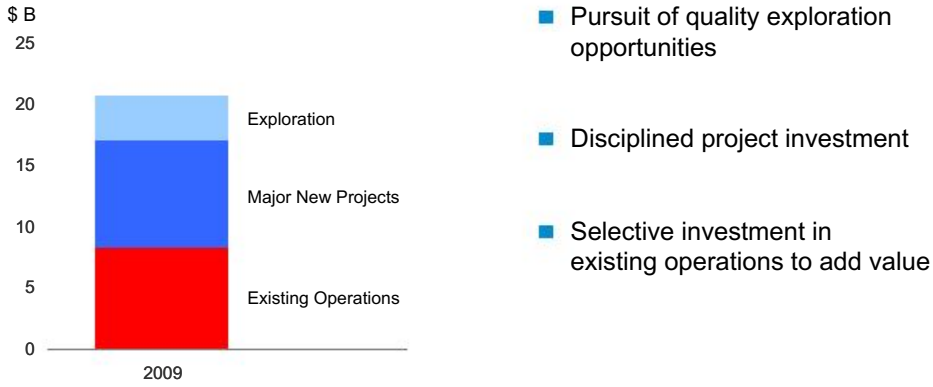 $ B
25
20
15
10
5
0
Exploration
Major New Projects
Existing Operations
2009
Pursuit of quality exploration
opportunities
Disciplined project investment
Selective investment in
existing operations to add value